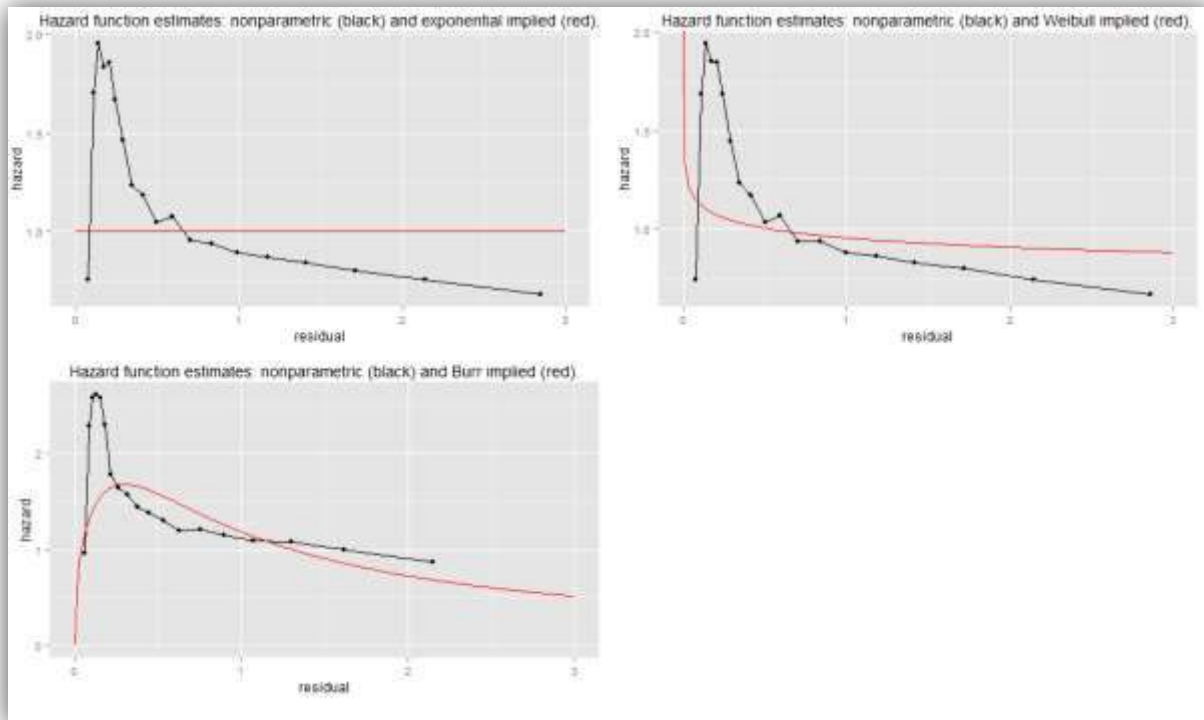 Hazard function estimates: nonparametric (black) and exponential implied (red).
2.0
1.5
1.0
hazard
0 1 2 3
residual
Hazard function estimates: nonparametric (black) and Weibull implied (red).
2.0
1.5
1.0
hazard
0 1 2 3
residual
Hazard function estimates: nonparametric (black) and Burr implied (red).
2
1
0
hazard
0 1 2 3
residual